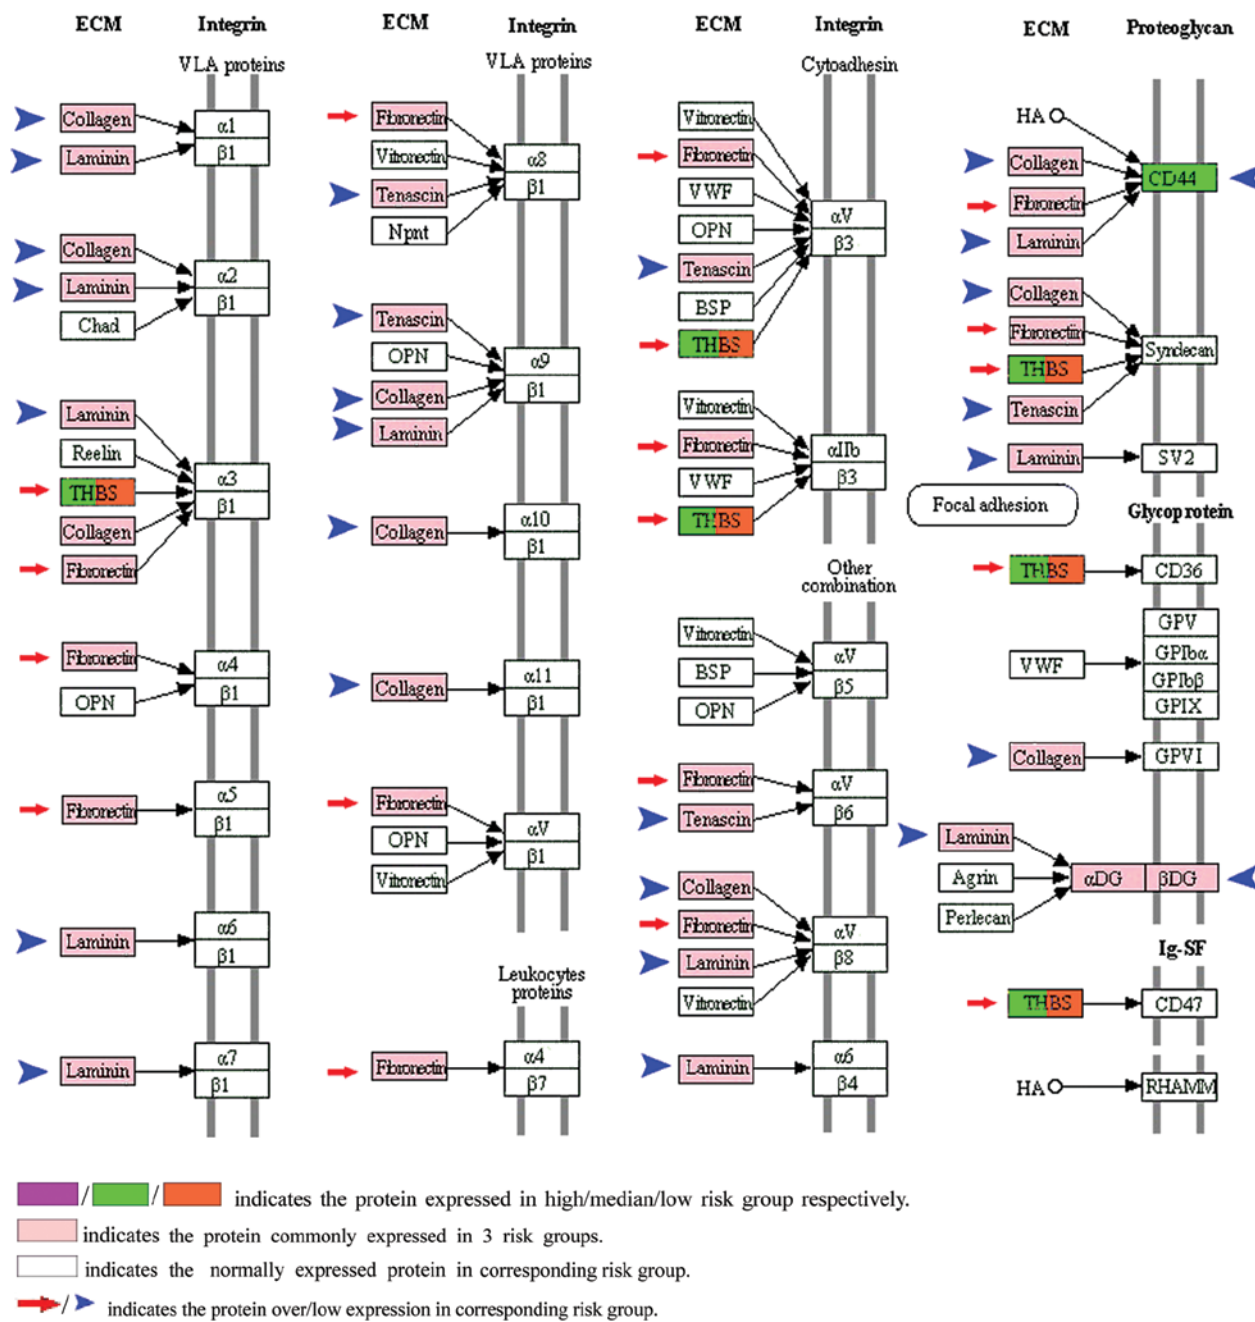 ECM Integrin
VLA proteins
Collagen
Laminin
α1
β1
Collagen
Laminin
Chad
α2
β1
Laminin
Reelin
THBS
Collagen
Fibronectin
α3
β1
Fibronectin
OPN
α4
β1
Fibronectin
α5
β1
Laminin
α6
β1
Laminin
α7
β1
ECM Integrin
VLA proteins
Fibronectin
Vitronectin
Tenascin
Npnt
α8
β1
Tenascin
OPN
Collagen
Laminin
α9
β1
Collagen
α10
β1
Collagen
α11
β1
Fibronectin
OPN
Vitronectin
αV
β1
Leukocytes
proteins
Fibronectin
α4
β7
ECM Integrin
Cytoadhesin
Vitronectin
Fibronectin
VWF
OPN
Tenascin
BSP
THBS
αV
β3
Vitronectin
Fibronectin
VWF
THBS
αIIb
β3
Other
combination
Vitronectin
BSP
OPN
αV
β5
Fibronectin
Tenascin
αV
β6
Collagen
Fibronectin
Laminin
Vitronectin
αV
β8
Laminin
α6
β4
ECM Proteoglycan
HA
Collagen
Fibronectin
Laminin
CD44
Collagen
Fibronectin
THBS
Tenascin
Syndecan
Laminin
SV2
Focal adhesion
Glycoprotein
THBS
CD36
VWF
GPV
GPIbα
GPIbβ
GPIX
Collagen
GPVI
Laminin
Agrin
Perlecan
αDG βDG
Ig-SF
THBS
CD47
HA
RHAMM
/ / indicates the protein expressed in high/median/low risk group respectively.
indicates the protein commonly expressed in 3 risk groups.
indicates the normally expressed protein in corresponding risk group.
/ indicates the protein over/low expression in corresponding risk group.